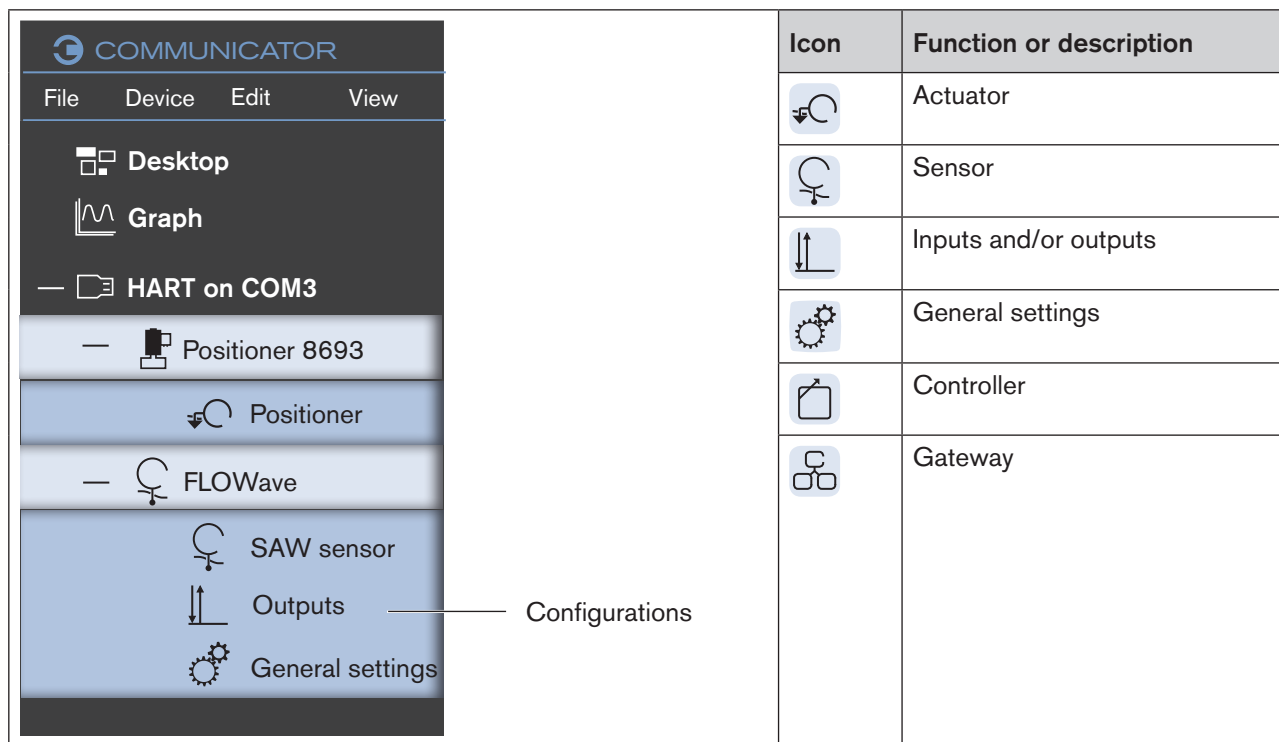 COMMUNICATOR
File Device Edit View
Desktop
Graph
HART on COM3
Positioner 8693
Positioner
FLOWave
SAW sensor
Outputs
General settings
Configurations
Icon Function or description
Actuator
Sensor
Inputs and/or outputs
General settings
Controller
Gateway